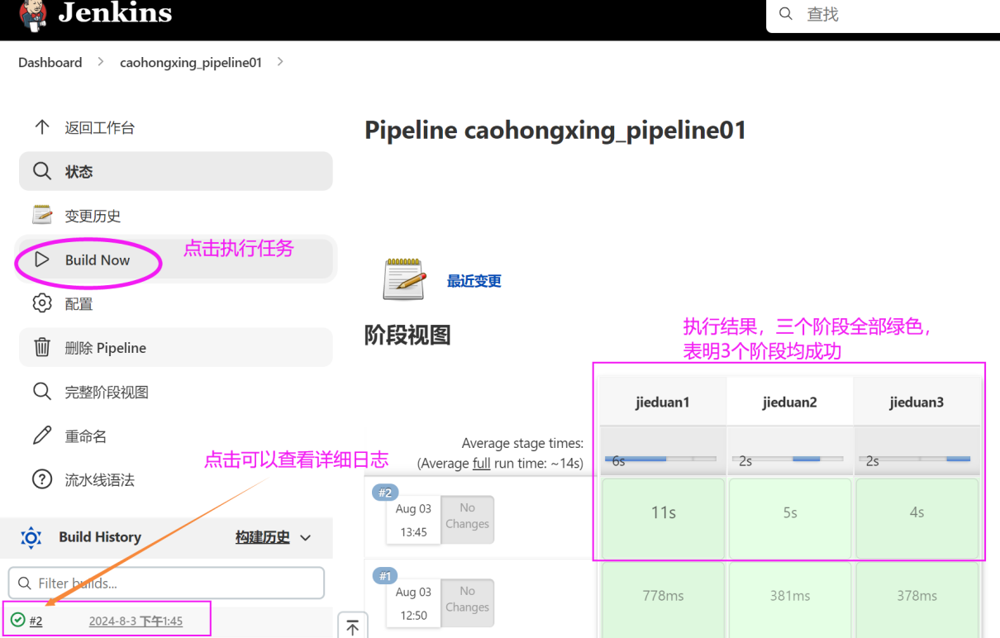 Jenkins
查找
Dashboard
caohongxing_pipeline01
返回工作台
状态
变更历史
Build Now
点击执行任务
配置
删除 Pipeline
完整阶段视图
重命名
流水线语法
点击可以查看详细日志
Build History
构建历史
Filter builds...
#2
2024-8-3 下午1:45
Pipeline caohongxing_pipeline01
最近变更
阶段视图
执行结果，三个阶段全部绿色，
表明3个阶段均成功
jieduan1
jieduan2
jieduan3
Average stage times:
(Average full run time: ~14s)
6s
2s
2s
#2
Aug 03
13:45
No
Changes
11s
5s
4s
#1
Aug 03
12:50
No
Changes
778ms
381ms
378ms